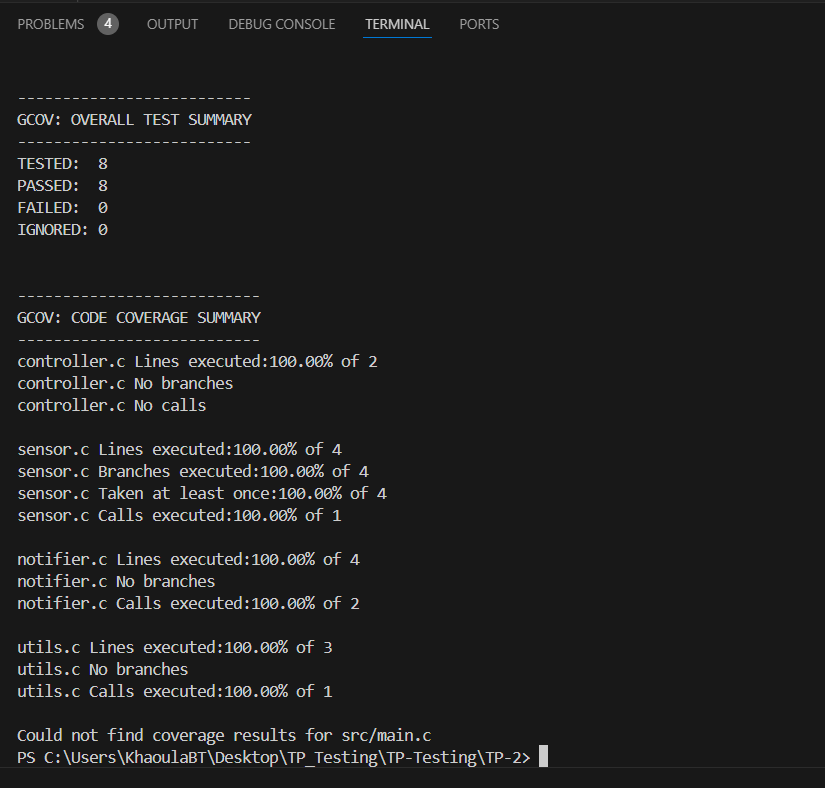 PROBLEMS 4 OUTPUT DEBUG CONSOLE TERMINAL PORTS
--------------------------
GCOV: OVERALL TEST SUMMARY
--------------------------
TESTED:  8
PASSED:  8
FAILED:  0
IGNORED: 0
---------------------------
GCOV: CODE COVERAGE SUMMARY
---------------------------
controller.c Lines executed:100.00% of 2
controller.c No branches
controller.c No calls
sensor.c Lines executed:100.00% of 4
sensor.c Branches executed:100.00% of 4
sensor.c Taken at least once:100.00% of 4
sensor.c Calls executed:100.00% of 1
notifier.c Lines executed:100.00% of 4
notifier.c No branches
notifier.c Calls executed:100.00% of 2
utils.c Lines executed:100.00% of 3
utils.c No branches
utils.c Calls executed:100.00% of 1
Could not find coverage results for src/main.c
PS C:\Users\KhaoulaBT\Desktop\TP_Testing\TP-Testing\TP-2>